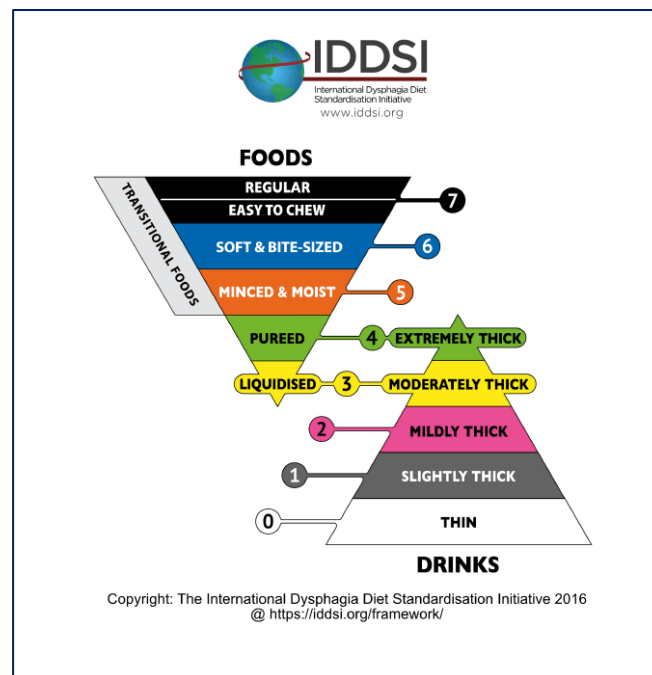 IDDSI
International Dysphagia Diet
Standardisation Initiative
www.iddsi.org
FOODS
TRANSITIONAL FOODS
REGULAR
EASY TO CHEW
7
SOFT & BITE-SIZED
6
MINCED & MOIST
5
PUREED
4
EXTREMELY THICK
LIQUIDISED
3
MODERATELY THICK
2
MILDLY THICK
1
SLIGHTLY THICK
0
THIN
DRINKS
Copyright: The International Dysphagia Diet Standardisation Initiative 2016
@ https://iddsi.org/framework/